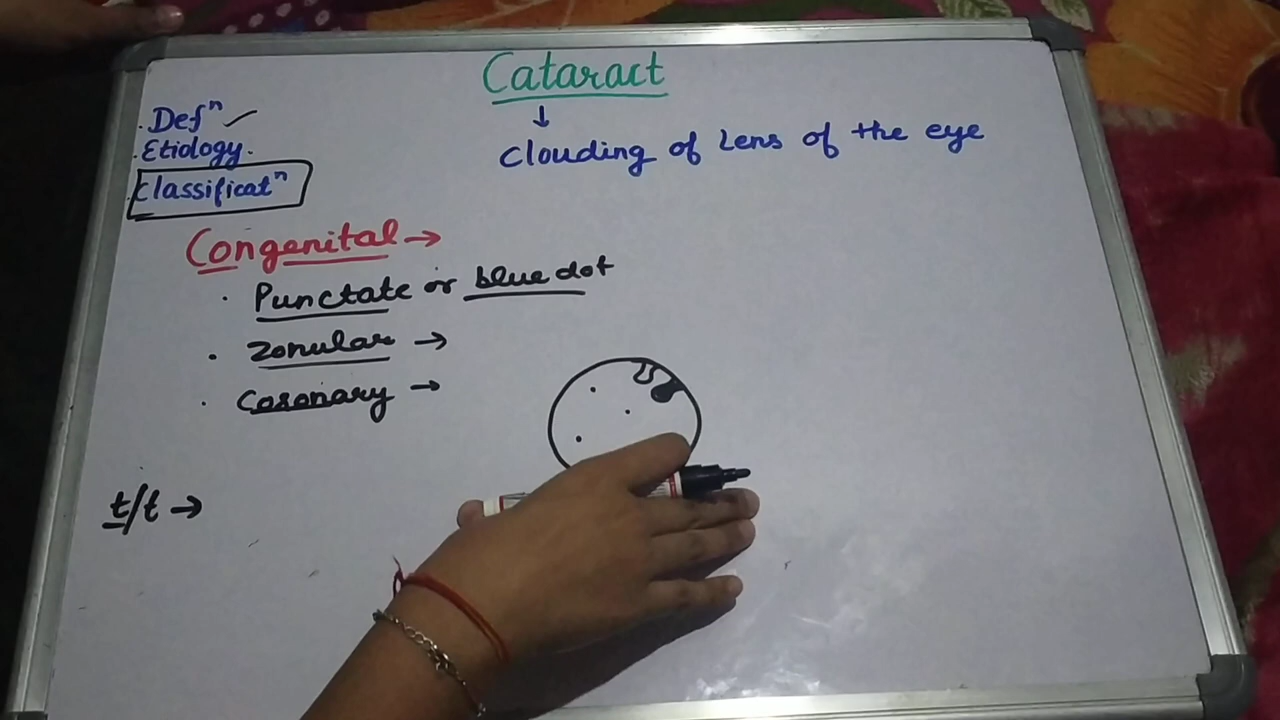 Cataract
↓
Clouding of Lens of the eye
. Defⁿ ✓
. Etiology.
. Classificatⁿ
Congenital →
. Punctate or blue dot
. Zonular →
. Coronary →
t/t →